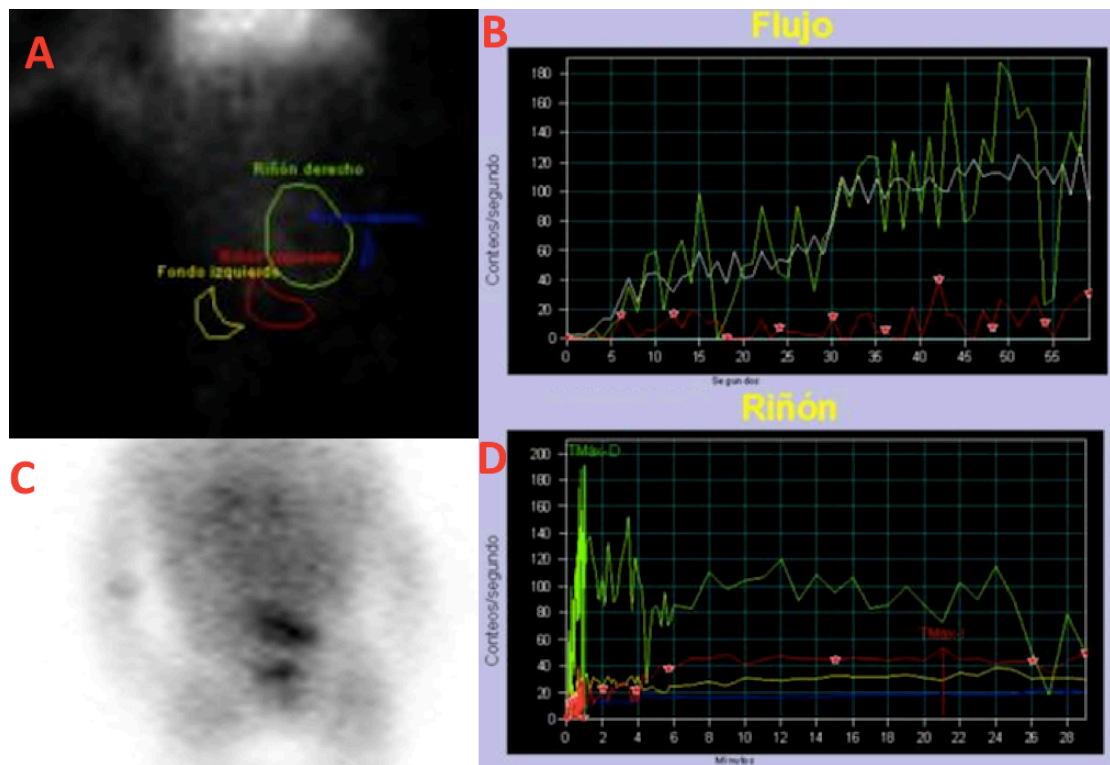 A
Riñón derecho
Fondo izquierdo
B
Flujo
Conteos/segundo
180
160
140
120
100
80
60
40
20
0
0 5 10 15 20 25 30 35 40 45 50 55
Segundos
C
D
Riñón
TMáx-D
Conteos/segundo
200
180
160
140
120
100
80
60
40
20
0
TMáx-I
0 2 4 6 8 10 12 14 16 18 20 22 24 26 28
Minutos